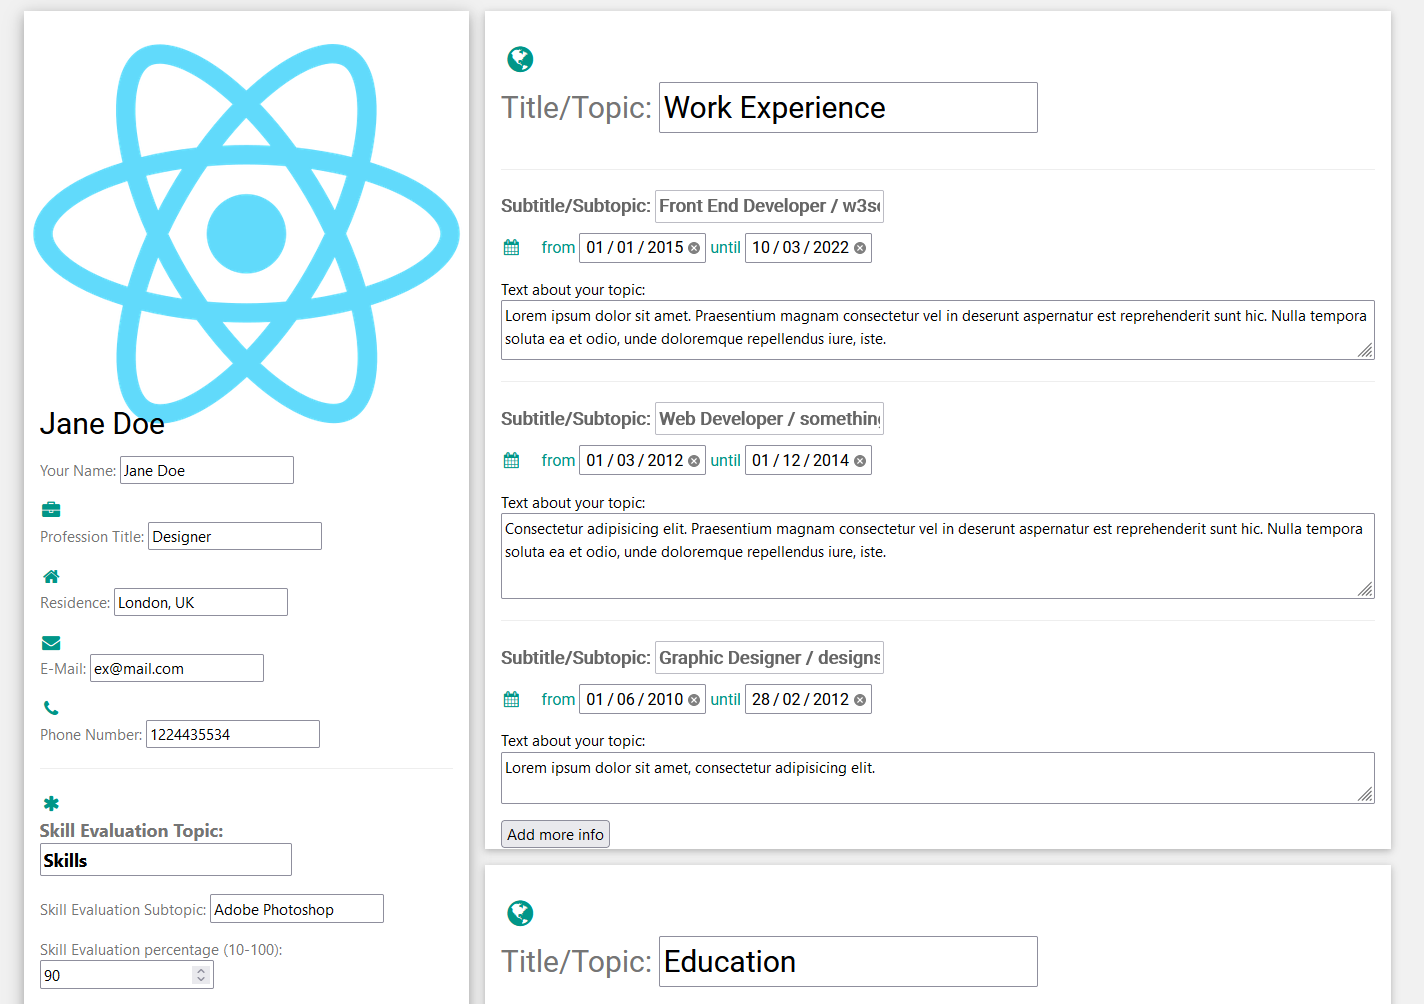 Jane Doe
Your Name: Jane Doe
Profession Title: Designer
Residence: London, UK
E-Mail: ex@mail.com
Phone Number: 1224435534
Skill Evaluation Topic:
Skills
Skill Evaluation Subtopic: Adobe Photoshop
Skill Evaluation percentage (10-100):
90
Title/Topic: Work Experience
Subtitle/Subtopic: Front End Developer / w3s
from 01 / 01 / 2015 until 10 / 03 / 2022
Text about your topic:
Lorem ipsum dolor sit amet. Praesentium magnam consectetur vel in deserunt aspernatur est reprehenderit sunt hic. Nulla tempora
soluta ea et odio, unde doloremque repellendus iure, iste.
Subtitle/Subtopic: Web Developer / something
from 01 / 03 / 2012 until 01 / 12 / 2014
Text about your topic:
Consectetur adipisicing elit. Praesentium magnam consectetur vel in deserunt aspernatur est reprehenderit sunt hic. Nulla tempora
soluta ea et odio, unde doloremque repellendus iure, iste.
Subtitle/Subtopic: Graphic Designer / designs
from 01 / 06 / 2010 until 28 / 02 / 2012
Text about your topic:
Lorem ipsum dolor sit amet, consectetur adipisicing elit.
Add more info
Title/Topic: Education